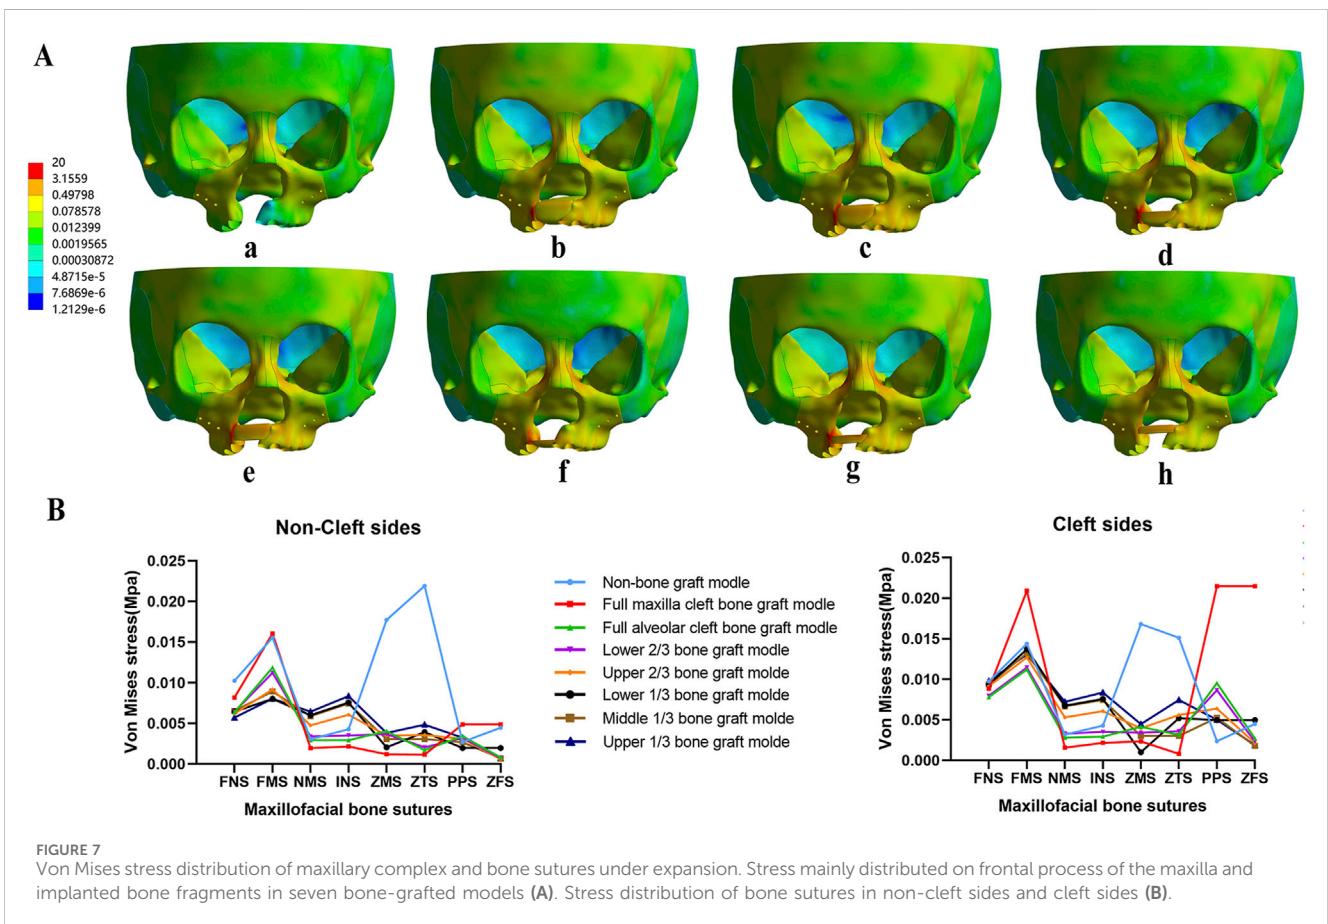 A
20
3.1559
0.49798
0.078578
0.012399
0.0019565
0.00030872
4.8715e-5
7.6869e-6
1.2129e-6
a
b
c
d
e
f
g
h
B
Non-Cleft sides
Von Mises stress(Mpa)
0.025
0.020
0.015
0.010
0.005
0.000
FNS FMS NMS INS ZMS ZTS PPS ZFS
Maxillofacial bone sutures
Non-bone graft modle
Full maxilla cleft bone graft modle
Full alveolar cleft bone graft modle
Lower 2/3 bone graft modle
Upper 2/3 bone graft molde
Lower 1/3 bone graft molde
Middle 1/3 bone graft molde
Upper 1/3 bone graft molde
Cleft sides
Von Mises stress(Mpa)
0.025
0.020
0.015
0.010
0.005
0.000
FNS FMS NMS INS ZMS ZTS PPS ZFS
Maxillofacial bone sutures
FIGURE 7
Von Mises stress distribution of maxillary complex and bone sutures under expansion. Stress mainly distributed on frontal process of the maxilla and
implanted bone fragments in seven bone-grafted models (A). Stress distribution of bone sutures in non-cleft sides and cleft sides (B).